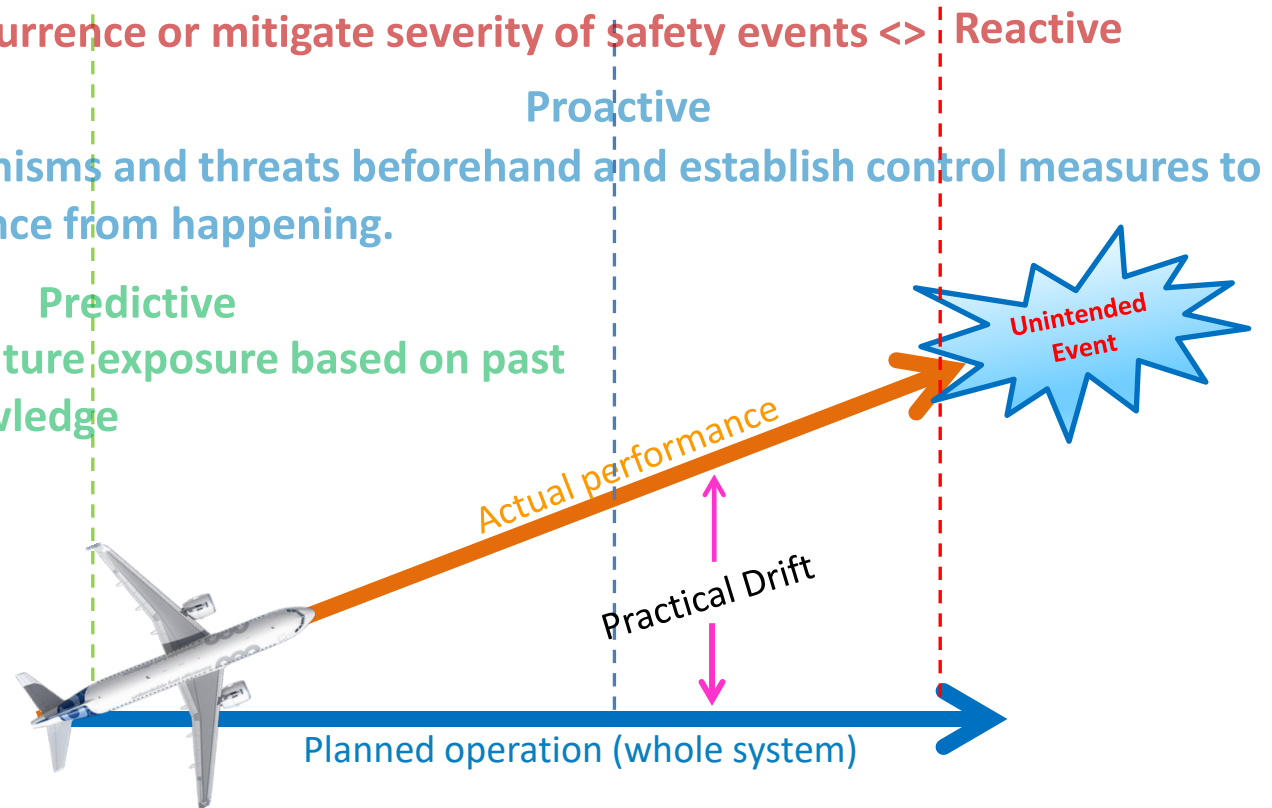 urrence or mitigate severity of safety events <> Reactive
Proactive
nisms and threats beforehand and establish control measures to
nce from happening.
Predictive
ture exposure based on past
wledge
Unintended
Event
Actual performance
Practical Drift
Planned operation (whole system)